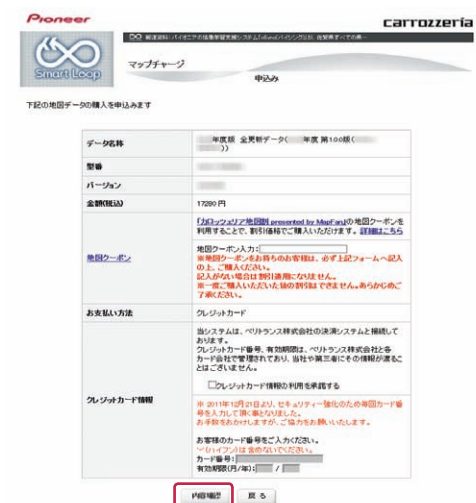 Pioneer
carrozzeria
Smart Loop
マップチャージ
申込み
下記の地図データの購入を申込みます
データ名称
年度版 全更新データ( 年度 第1.0.0版(
))
型番
バージョン
金額(税込)
17280 円
地図クーポン
『カロッツェリア地図割 presented by MapFan』の地図クーポンを
利用することで、割引価格でご購入いただけます。 詳細はこちら
地図クーポン入力:
※地図クーポンをお持ちのお客様は、必ず上記フォームへ記入
の上、ご購入ください。
記入がない場合は割引適用になりません。
※一度ご購入いただいた後の割引はできません。あらかじめご
了承ください。
お支払い方法
クレジットカード
クレジットカード情報
当システムは、ベリトランス株式会社の決済システムと接続して
おります。
クレジットカード番号、有効期限は、ベリトランス株式会社と各
カード会社で管理されており、当社や第三者にその情報が渡るこ
とはございません。
クレジットカード情報の利用を承諾する
※ 2011年12月21日より、セキュリティー強化のため毎回カード番
号を入力して頂く事となりました。
お手数をおかけしますが、ご協力をお願いいたします。
お客様のカード番号をご入力ください。
"-"(ハイフン)は含めないでください。
カード番号:
有効期限(月/年): /
内容確認
戻る